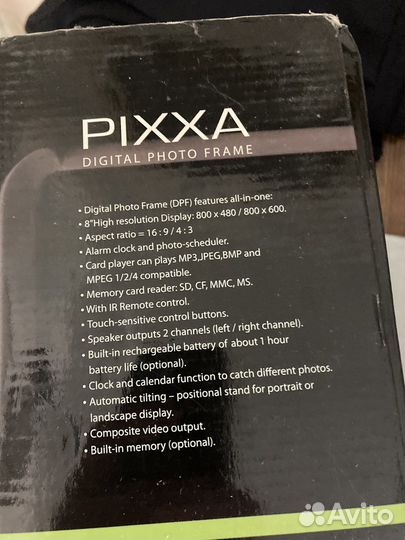 PIXXA
DIGITAL PHOTO FRAME
• Digital Photo Frame (DPF) features all-in-one:
• 8"High resolution Display: 800 x 480 / 800 x 600.
• Aspect ratio = 16 : 9 / 4 : 3
• Alarm clock and photo-scheduler.
• Card player can plays MP3,JPEG,BMP and
MPEG 1/2/4 compatible.
• Memory card reader: SD, CF, MMC, MS.
• With IR Remote control.
• Touch-sensitive control buttons.
• Speaker outputs 2 channels (left / right channel).
• Built-in rechargeable battery of about 1 hour
battery life (optional).
• Clock and calendar function to catch different photos.
• Automatic tilting – positional stand for portrait or
landscape display.
• Composite video output.
• Built-in memory (optional).
Avito